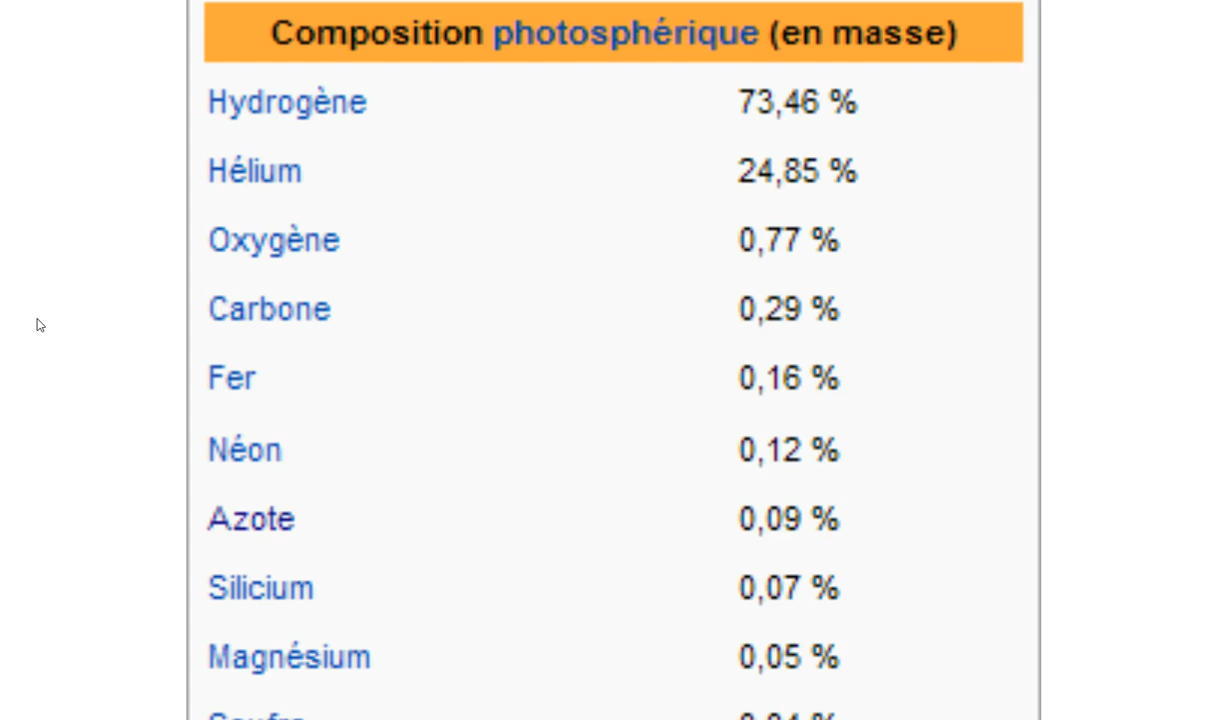 Composition photosphérique (en masse)
Hydrogène 73,46 %
Hélium 24,85 %
Oxygène 0,77 %
Carbone 0,29 %
Fer 0,16 %
Néon 0,12 %
Azote 0,09 %
Silicium 0,07 %
Magnésium 0,05 %